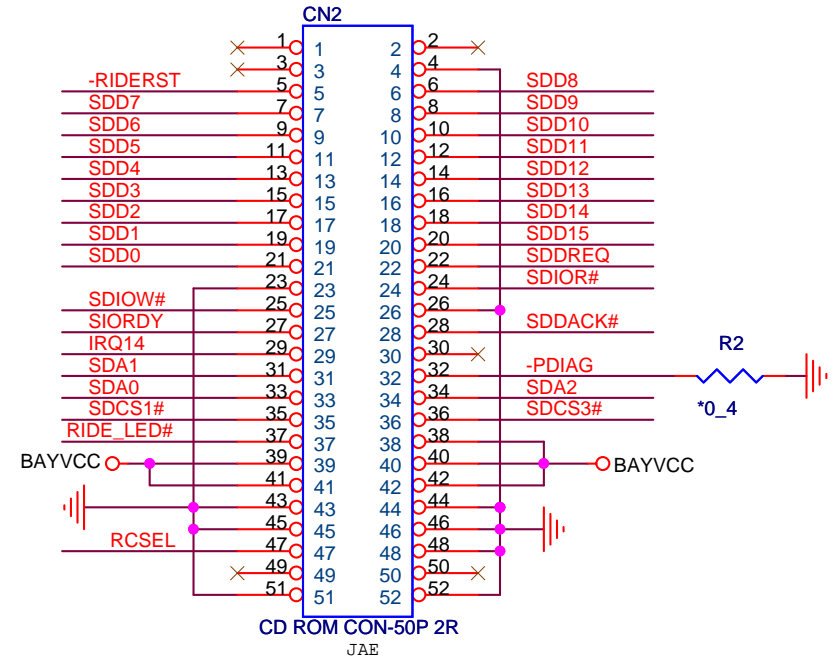 CN2
1 1 2 2
3 3 4 4
-RIDERST 5 5 6 6 SDD8
SDD7 7 7 8 8 SDD9
SDD6 9 9 10 10 SDD10
SDD5 11 11 12 12 SDD11
SDD4 13 13 14 14 SDD12
SDD3 15 15 16 16 SDD13
SDD2 17 17 18 18 SDD14
SDD1 19 19 20 20 SDD15
SDD0 21 21 22 22 SDDREQ
23 23 24 24 SDIOR#
SDIOW# 25 25 26 26
SIORDY 27 27 28 28 SDDACK#
IRQ14 29 29 30 30
R2
SDA1 31 31 32 32 -PDIAG
SDA0 33 33 34 34 SDA2
*0_4
SDCS1# 35 35 36 36 SDCS3#
RIDE_LED# 37 37 38 38
BAYVCC 39 39 40 40 BAYVCC
41 41 42 42
43 43 44 44
45 45 46 46
RCSEL 47 47 48 48
49 49 50 50
51 51 52 52
CD ROM CON-50P 2R
JAE